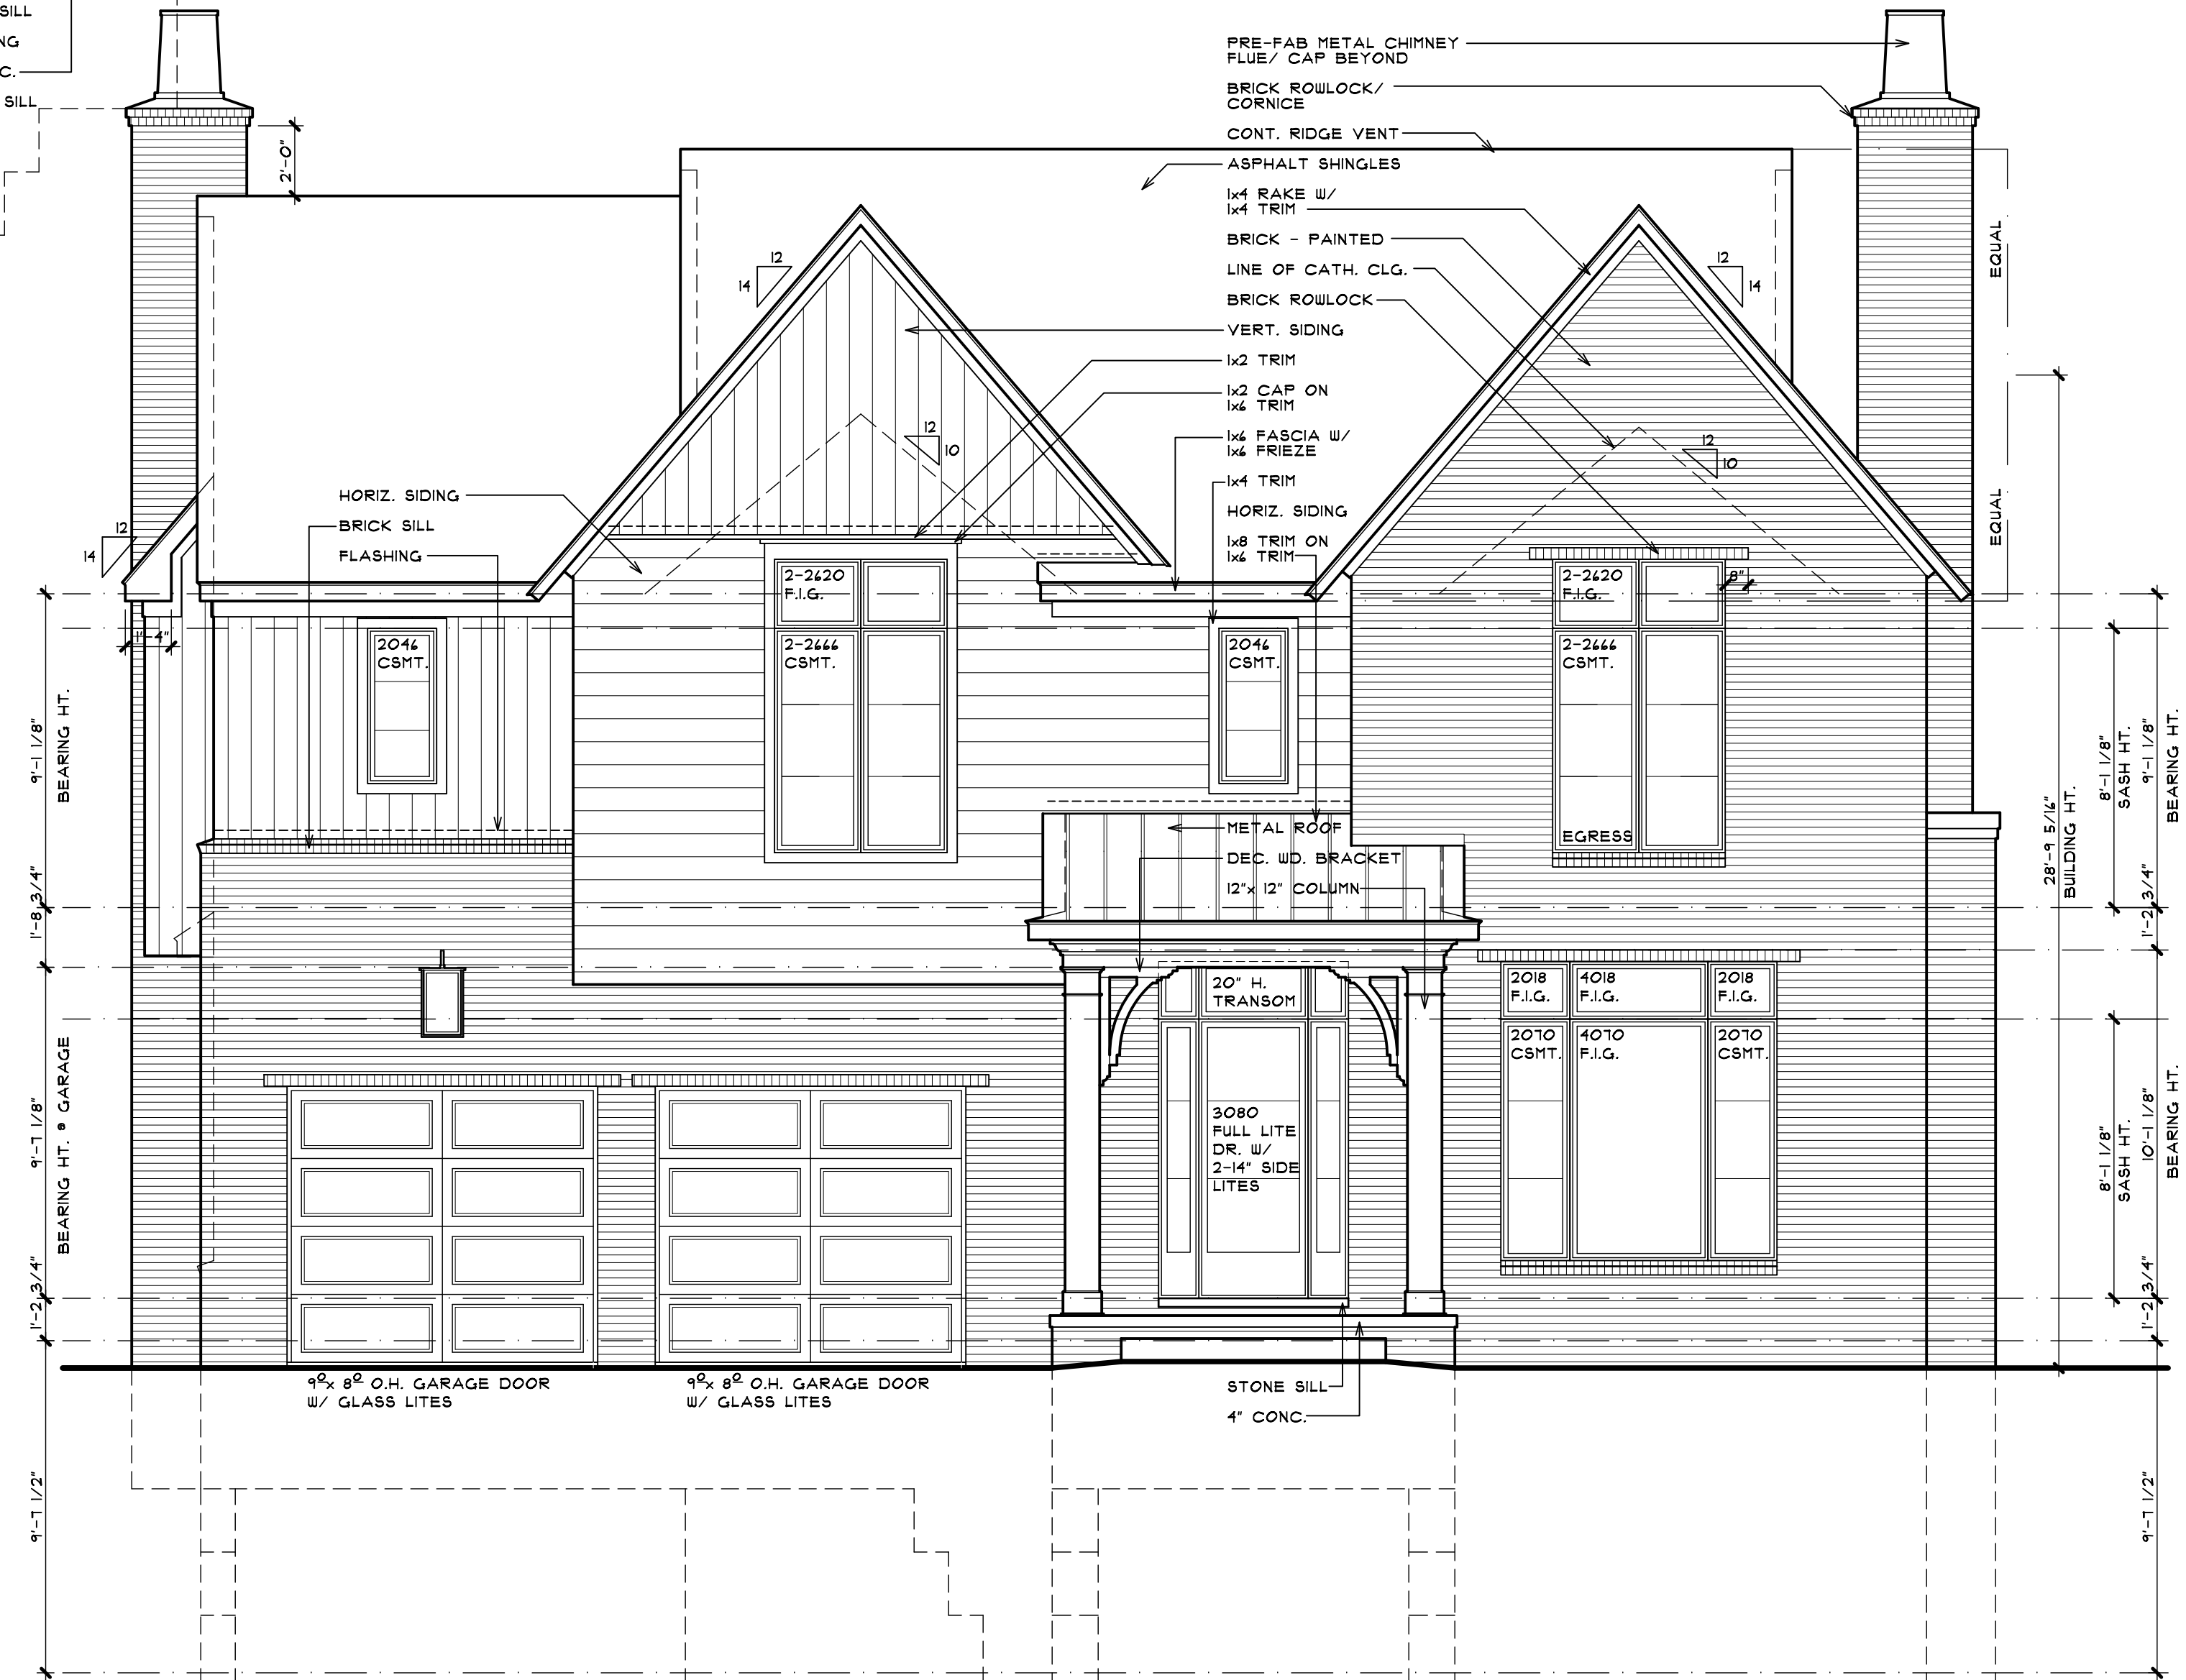 SILL
NG
C.
SILL
PRE-FAB METAL CHIMNEY
FLUE/ CAP BEYOND
BRICK ROWLOCK/
CORNICE
CONT. RIDGE VENT
ASPHALT SHINGLES
1x4 RAKE W/
1x4 TRIM
BRICK - PAINTED
LINE OF CATH. CLG.
BRICK ROWLOCK
VERT. SIDING
1x2 TRIM
1x2 CAP ON
1x6 TRIM
1x6 FASCIA W/
1x6 FRIEZE
1x4 TRIM
HORIZ. SIDING
1x8 TRIM ON
1x6 TRIM
METAL ROOF
DEC. WD. BRACKET
12"x 12" COLUMN
2'-0"
12
14
12
10
12
14
12
10
EQUAL
EQUAL
HORIZ. SIDING
BRICK SILL
FLASHING
12
14
1'-4"
2046
CSMT.
2-2620
F.I.G.
2-2666
CSMT.
2046
CSMT.
2-2620
F.I.G.
8"
2-2666
CSMT.
EGRESS
9'-1 1/8"
BEARING HT.
1'-8 3/4"
9'-7 1/8"
BEARING HT. @ GARAGE
1'-2 3/4"
9'-7 1/2"
20" H.
TRANSOM
3080
FULL LITE
DR. W/
2-14" SIDE
LITES
2018
F.I.G.
4018
F.I.G.
2018
F.I.G.
2070
CSMT.
4070
F.I.G.
2070
CSMT.
28'-9 5/16"
BUILDING HT.
8'-1 1/8"
SASH HT.
9'-1 1/8"
BEARING HT.
1'-2 3/4"
8'-1 1/8"
SASH HT.
10'-1 1/8"
BEARING HT.
1'-2 3/4"
9'-7 1/2"
9⁰x 8⁰ O.H. GARAGE DOOR
W/ GLASS LITES
9⁰x 8⁰ O.H. GARAGE DOOR
W/ GLASS LITES
STONE SILL
4" CONC.